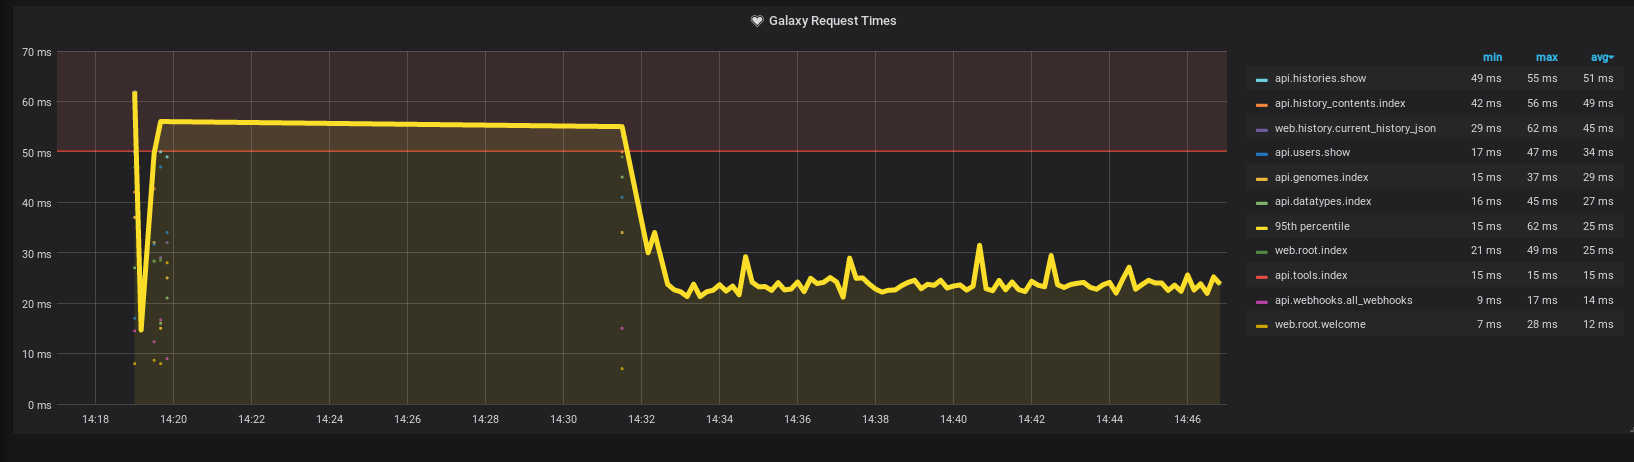 Galaxy Request Times
70 ms
60 ms
50 ms
40 ms
30 ms
20 ms
10 ms
0 ms
14:18 14:20 14:22 14:24 14:26 14:28 14:30 14:32 14:34 14:36 14:38 14:40 14:42 14:44 14:46
min max avg
api.histories.show 49 ms 55 ms 51 ms
api.history_contents.index 42 ms 56 ms 49 ms
web.history.current_history_json 29 ms 62 ms 45 ms
api.users.show 17 ms 47 ms 34 ms
api.genomes.index 15 ms 37 ms 29 ms
api.datatypes.index 16 ms 45 ms 27 ms
95th percentile 15 ms 62 ms 25 ms
web.root.index 21 ms 49 ms 25 ms
api.tools.index 15 ms 15 ms 15 ms
api.webhooks.all_webhooks 9 ms 17 ms 14 ms
web.root.welcome 7 ms 28 ms 12 ms